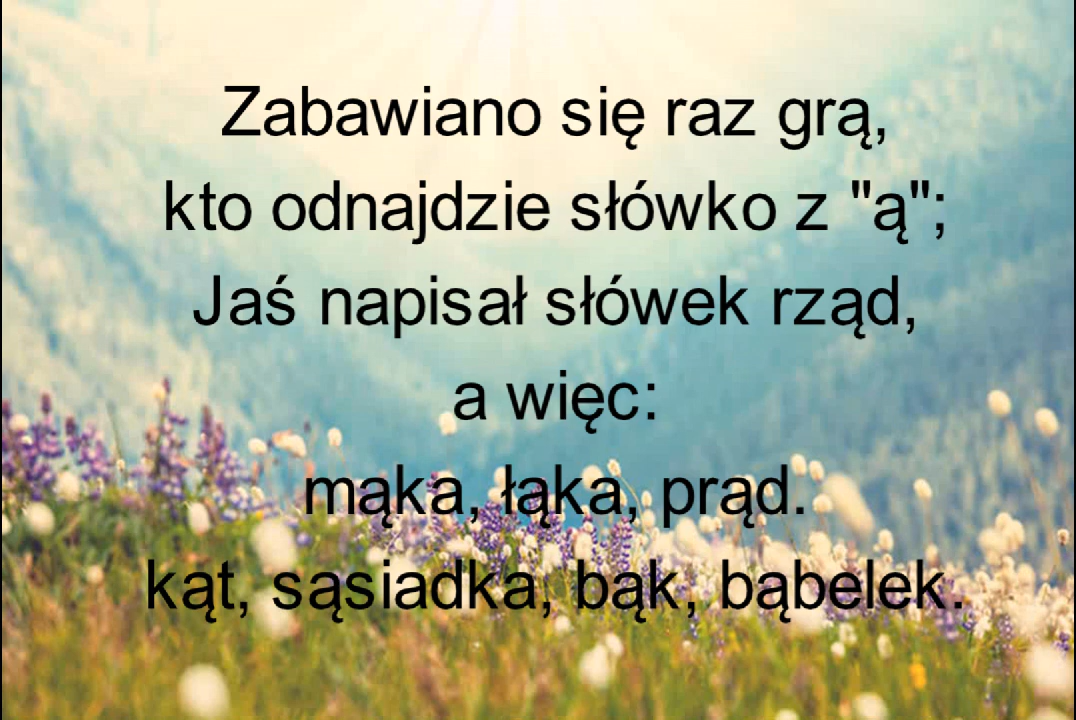 Zabawiano się raz grą,
kto odnajdzie słówko z "ą";
Jaś napisał słówek rząd,
a więc:
mąka, łąka, prąd.
kąt, sąsiadka, bąk, bąbelek.